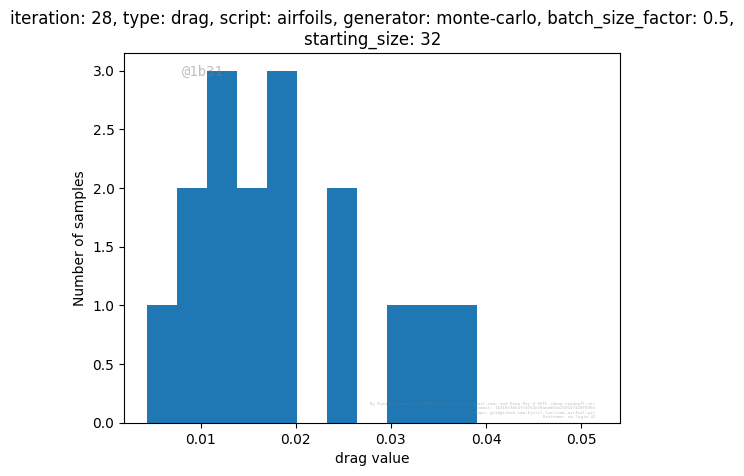 iteration: 28, type: drag, script: airfoils, generator: monte-carlo, batch_size_factor: 0.5,
starting_size: 32
@1b31
3.0
2.5
2.0
1.5
1.0
0.5
0.0
Number of samples
0.01 0.02 0.03 0.04 0.05
drag value